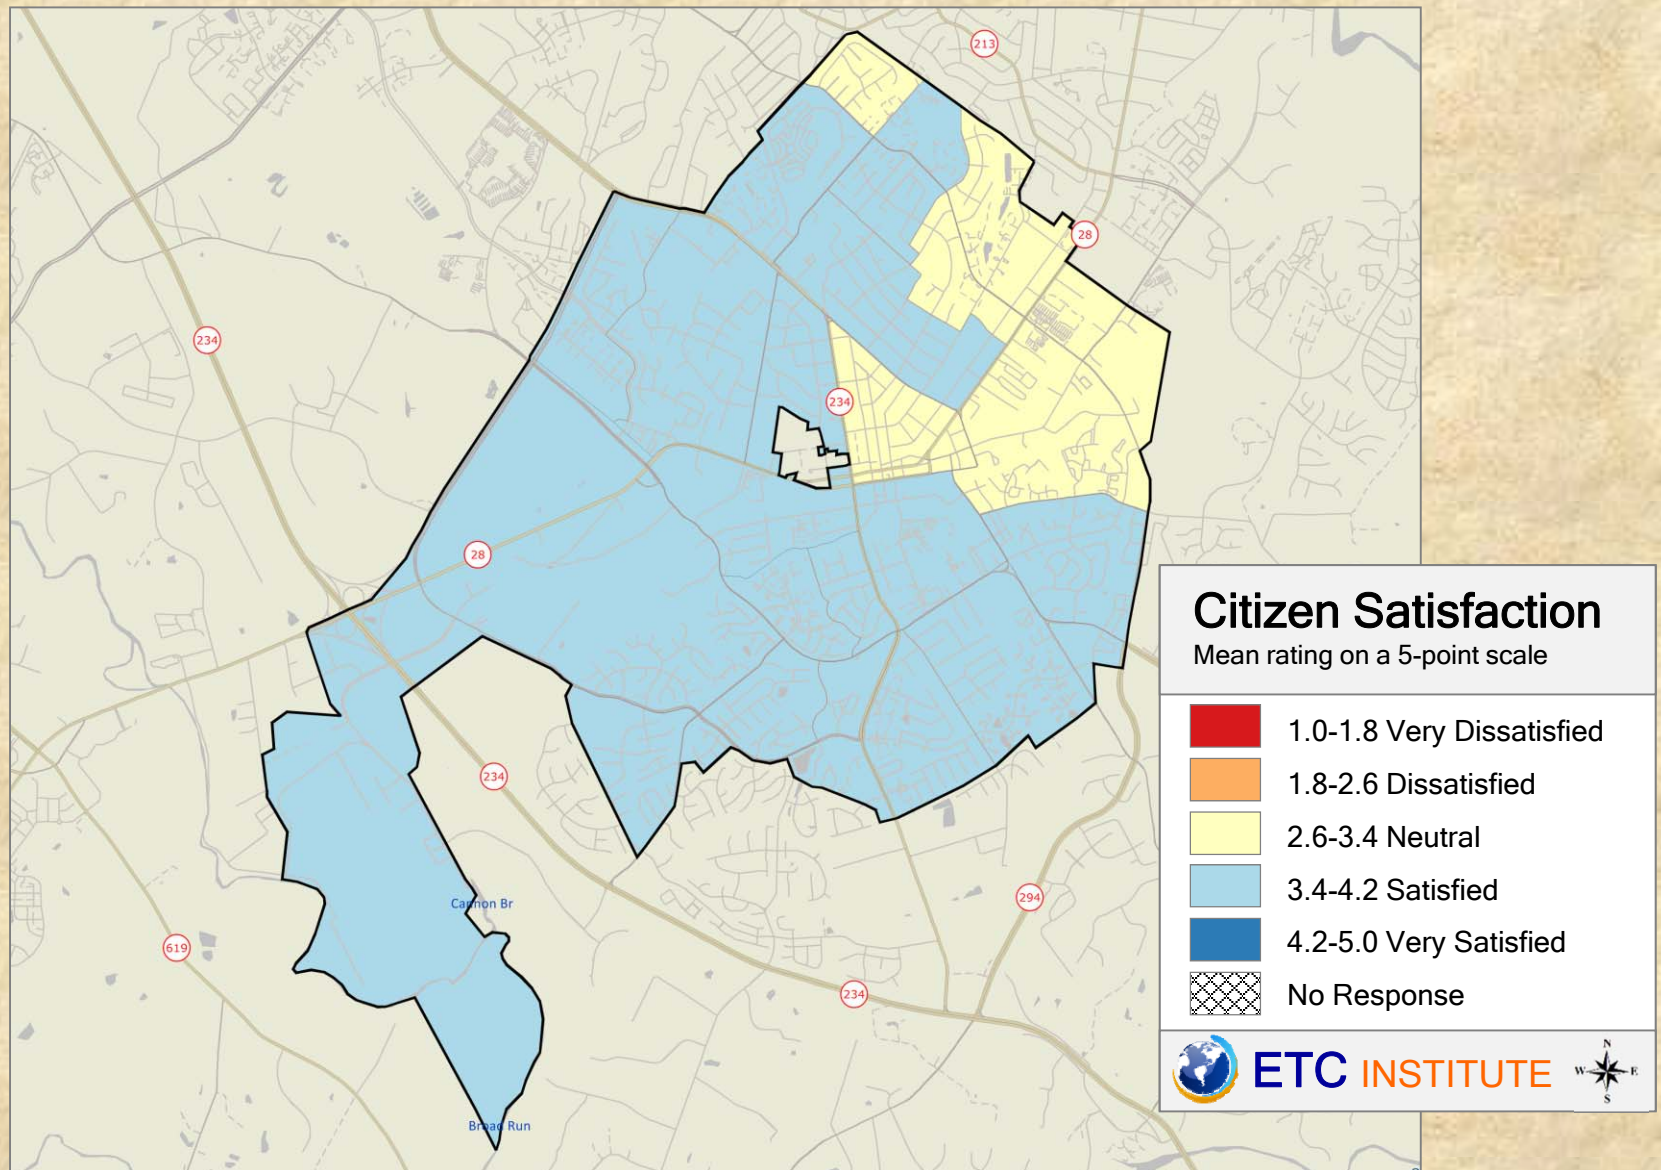 213
28
234
234
28
234
Cannon Br
294
619
234
Broad Run
Citizen Satisfaction
Mean rating on a 5-point scale
1.0-1.8 Very Dissatisfied
1.8-2.6 Dissatisfied
2.6-3.4 Neutral
3.4-4.2 Satisfied
4.2-5.0 Very Satisfied
No Response
ETC INSTITUTE
N
W E
S